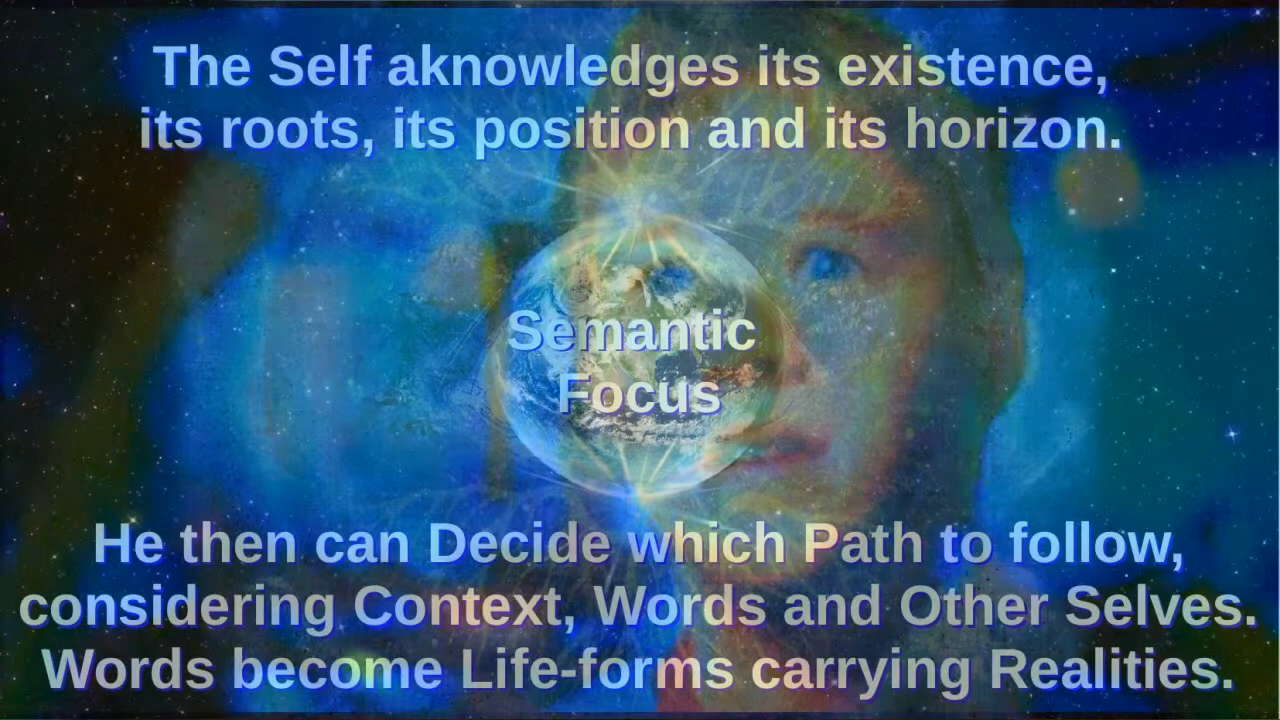 The Self aknowledges its existence,
its roots, its position and its horizon.
Semantic
Focus
He then can Decide which Path to follow,
considering Context, Words and Other Selves.
Words become Life-forms carrying Realities.